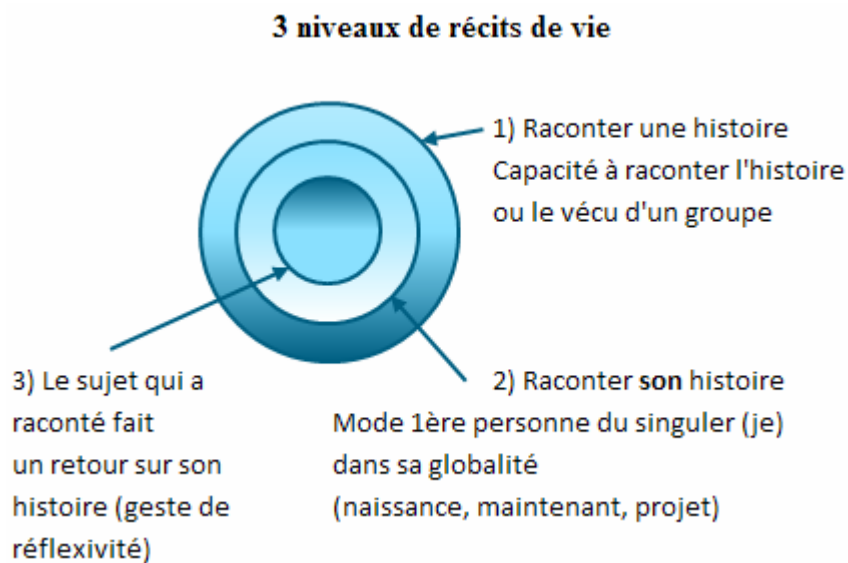 3 niveaux de récits de vie
1) Raconter une histoire
Capacité à raconter l'histoire
ou le vécu d'un groupe
3) Le sujet qui a
raconté fait
un retour sur son
histoire (geste de
réflexivité)
2) Raconter son histoire
Mode 1ère personne du singuler (je)
dans sa globalité
(naissance, maintenant, projet)